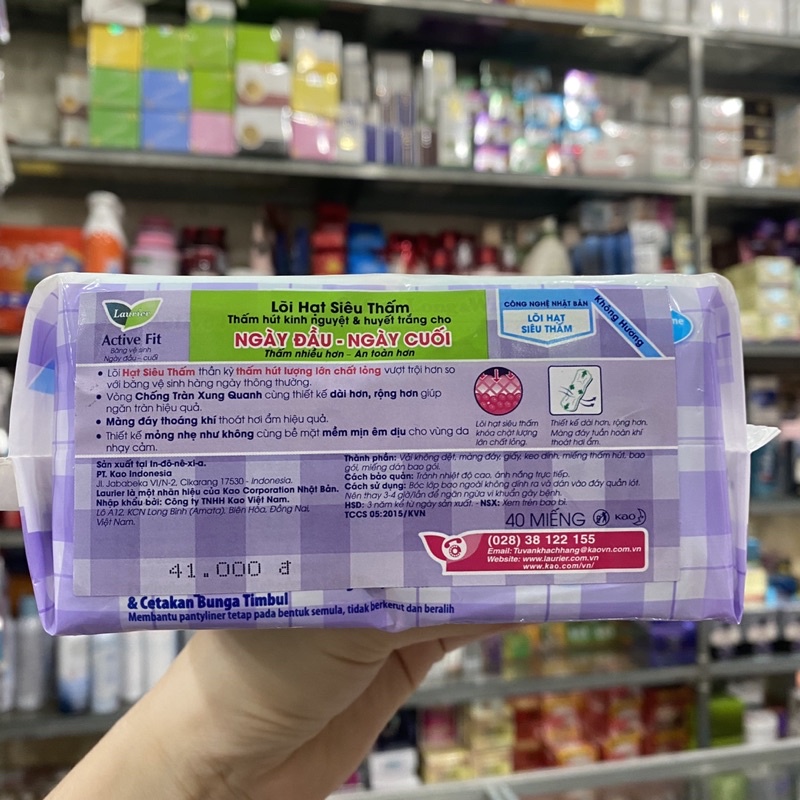 Laurier
Active Fit
Băng vệ sinh
Ngày đầu - cuối
Lõi Hạt Siêu Thấm
Thấm hút kinh nguyệt & huyết trắng cho
NGÀY ĐẦU - NGÀY CUỐI
Thấm nhiều hơn - An toàn hơn
CÔNG NGHỆ NHẬT BẢN
LÕI HẠT
SIÊU THẤM
Không Hương
• Lõi Hạt Siêu Thấm thần kỳ thấm hút lượng lớn chất lỏng vượt trội hơn so
với băng vệ sinh hàng ngày thông thường.
• Vòng Chống Tràn Xung Quanh cùng thiết kế dài hơn, rộng hơn giúp
ngăn tràn hiệu quả.
• Màng đáy thoáng khí thoát hơi ẩm hiệu quả.
• Thiết kế mỏng nhẹ như không cùng bề mặt mềm mịn êm dịu cho vùng da
nhạy cảm.
Lõi hạt siêu thấm
khóa chặt lượng
lớn chất lỏng.
Thiết kế dài hơn, rộng hơn.
Màng đáy tuần hoàn khí
thoát hơi ẩm.
Sản xuất tại In-đô-nê-xi-a.
PT. Kao Indonesia
Jl. Jababeka VI/N-2, Cikarang 17530 - Indonesia.
Laurier là một nhãn hiệu của Kao Corporation Nhật Bản.
Nhập khẩu bởi: Công ty TNHH Kao Việt Nam.
Lô A12, KCN Long Bình (Amata), Biên Hòa, Đồng Nai,
Việt Nam.
Thành phần: Vải không dệt, màng đáy, giấy, keo dính, miếng thấm hút, bao
gói, miếng dán bao gói.
Cách bảo quản: Tránh nhiệt độ cao, ánh nắng trực tiếp.
Cách sử dụng: Bóc lớp bao ngoài không dính ra và dán vào đáy quần lót.
Nên thay 3-4 giờ/lần để ngăn ngừa vi khuẩn gây bệnh.
HSD: 3 năm kể từ ngày sản xuất. - NSX: Xem trên bao bì.
TCCS 05:2015/KVN
40 MIẾNG
Kao
(028) 38 122 155
Email: Tuvankhachhang@kaovn.com.vn
Website: www.laurier.com.vn
www.kao.com/vn/
41.000 đ
& Cetakan Bunga Timbul
Membantu pantyliner tetap pada bentuk semula, tidak berkerut dan beralih